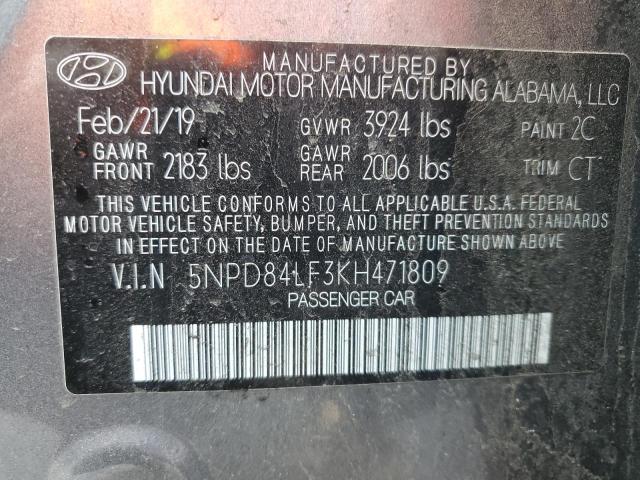 MANUFACTURED BY
HYUNDAI MOTOR MANUFACTURING ALABAMA, LLC
Feb/21/19 GVWR 3924 lbs PAINT 2C
GAWR FRONT 2183 lbs GAWR REAR 2006 lbs TRIM CT
THIS VEHICLE CONFORMS TO ALL APPLICABLE U.S.A. FEDERAL
MOTOR VEHICLE SAFETY, BUMPER, AND THEFT PREVENTION STANDARDS
IN EFFECT ON THE DATE OF MANUFACTURE SHOWN ABOVE.
V.I.N 5NPD84LF3KH471809
PASSENGER CAR